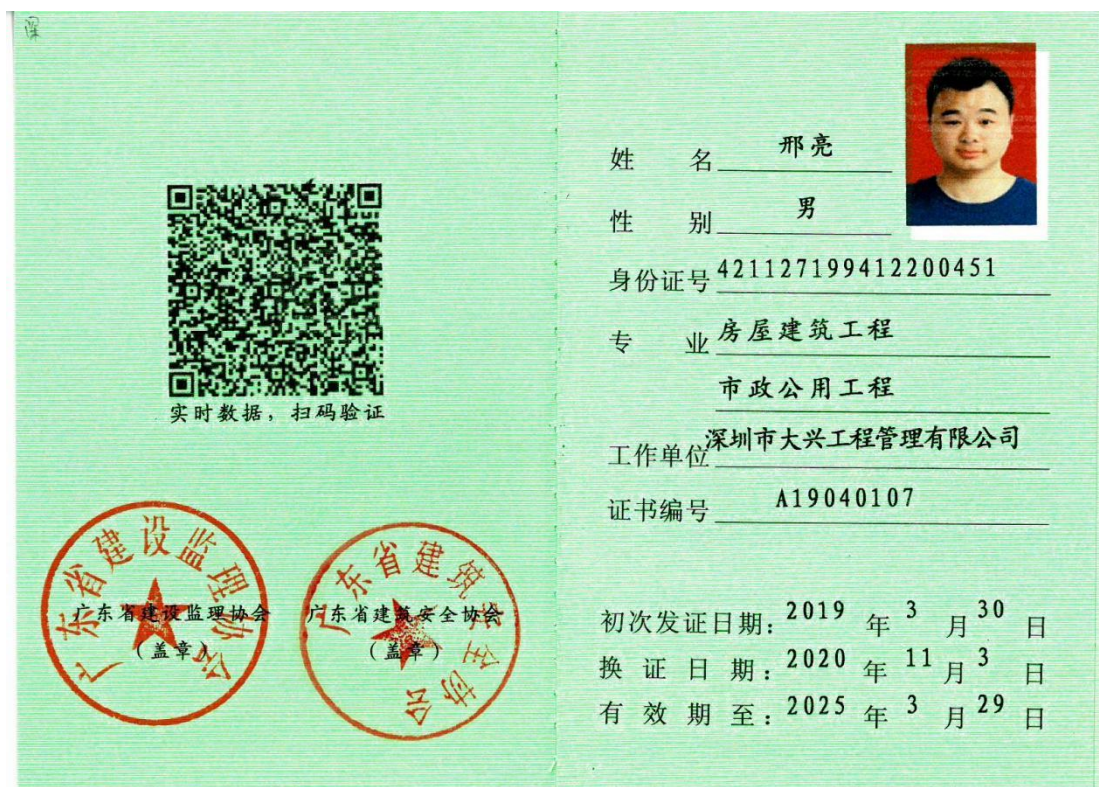 实时数据，扫码验证
广东省建设监理协会
广东省建设监理协会
（盖章）
广东省建筑安全协会
广东省建筑安全协会
（盖章）
姓 名 邢亮
性 别 男
身份证号 421127199412200451
专 业 房屋建筑工程
市政公用工程
工作单位 深圳市大兴工程管理有限公司
证书编号 A19040107
初次发证日期：2019 年 3 月 30 日
换 证 日 期：2020 年 11 月 3 日
有 效 期 至：2025 年 3 月 29 日